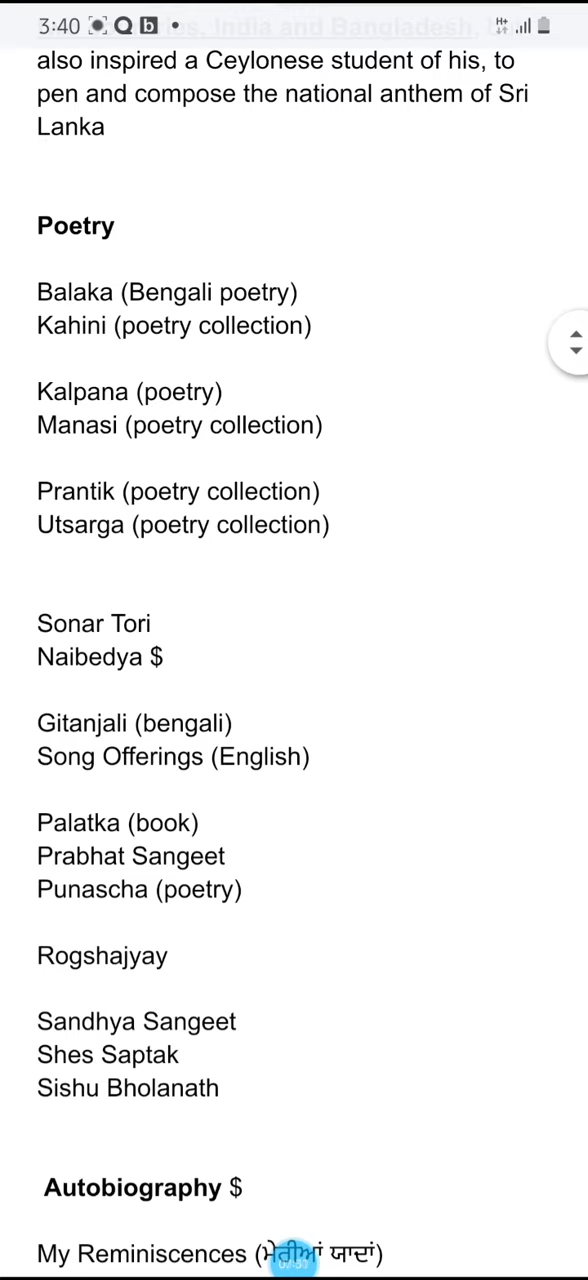 3:40
also inspired a Ceylonese student of his, to
pen and compose the national anthem of Sri
Lanka
Poetry
Balaka (Bengali poetry)
Kahini (poetry collection)
Kalpana (poetry)
Manasi (poetry collection)
Prantik (poetry collection)
Utsarga (poetry collection)
Sonar Tori
Naibedya $
Gitanjali (bengali)
Song Offerings (English)
Palatka (book)
Prabhat Sangeet
Punascha (poetry)
Rogshajyay
Sandhya Sangeet
Shes Saptak
Sishu Bholanath
Autobiography $
My Reminiscences (ਮੇਰੀਆਂ ਯਾਦਾਂ)